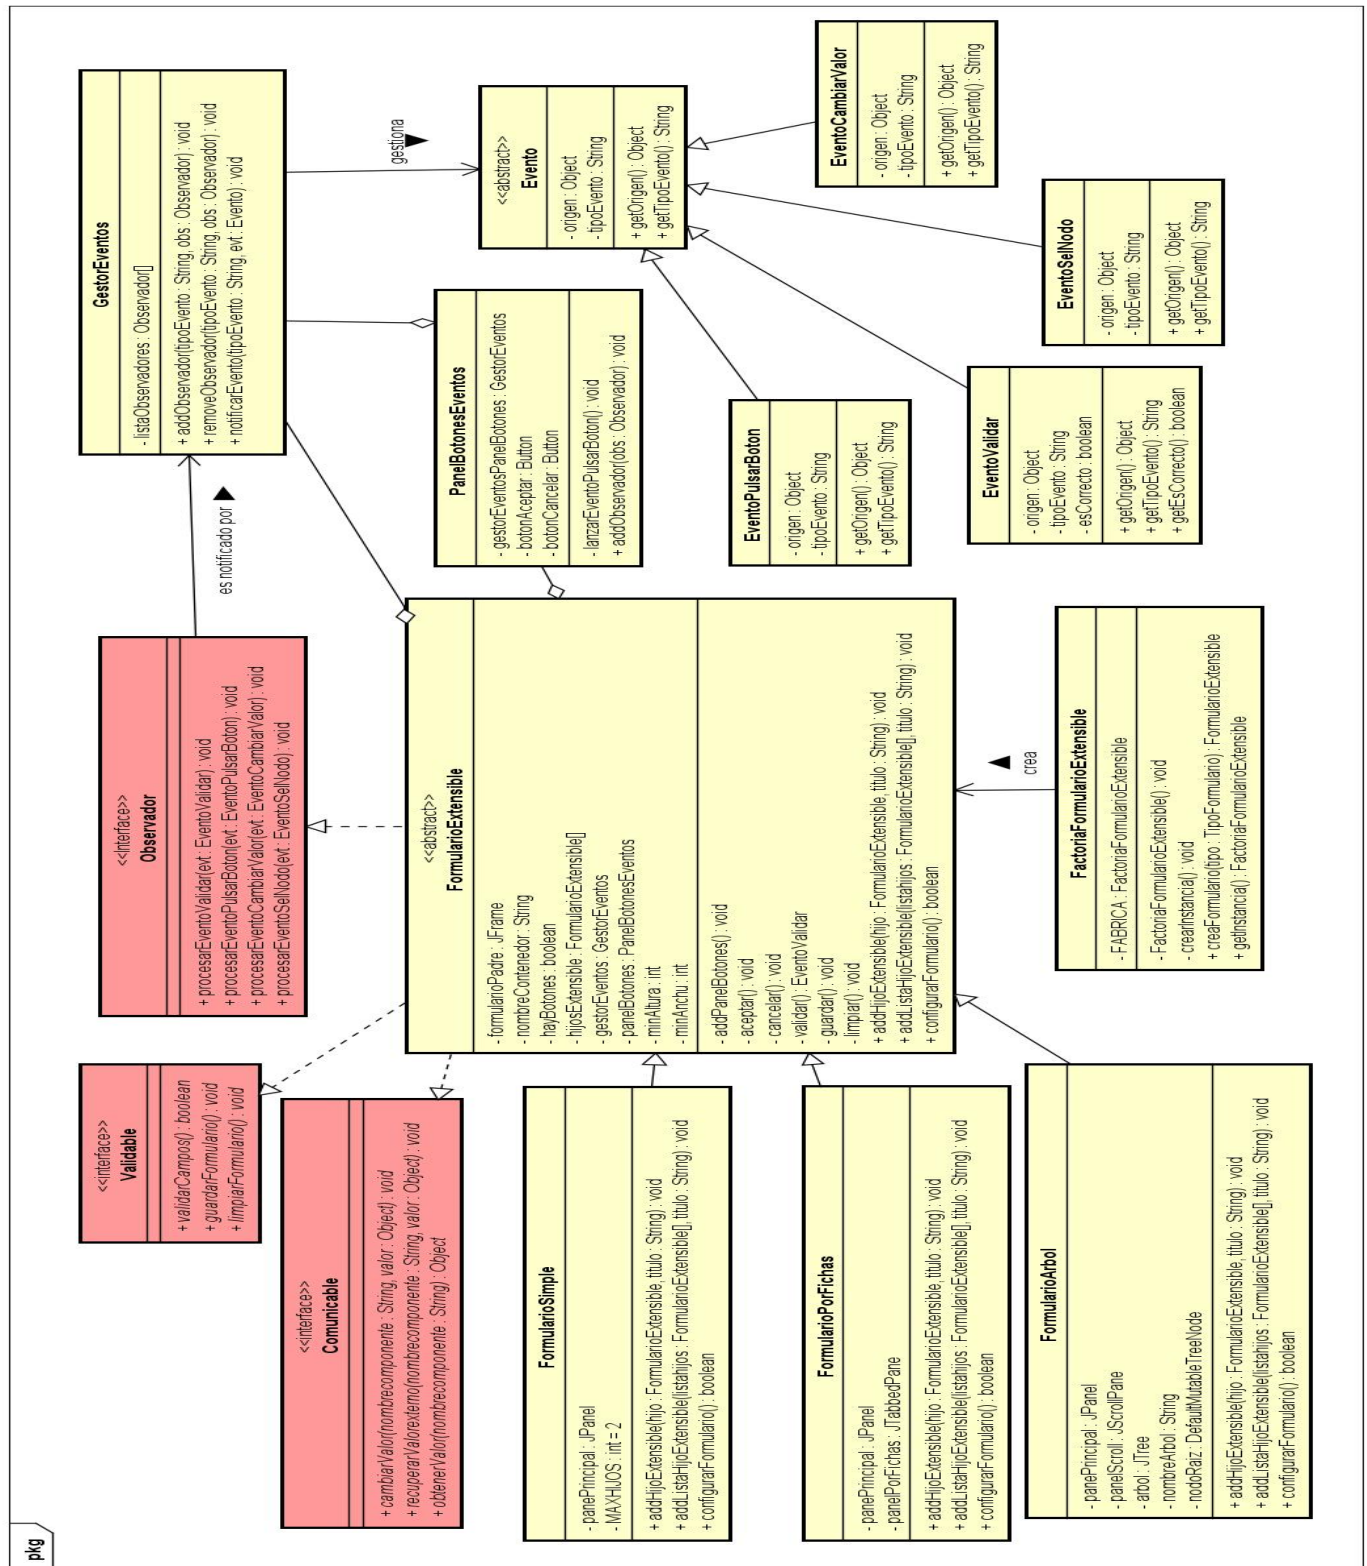 pkg
<<interface>>
Validable
+ validarCampos() : boolean
+ guardarFormulario() : void
+ limpiarFormulario() : void
<<interface>>
Observador
+ procesarEventoValidar(evt : EventoValidar) : void
+ procesarEventoPulsarBoton(evt : EventoPulsarBoton) : void
+ procesarEventoCambiarValor(evt : EventoCambiarValor) : void
+ procesarEventoSelNodo(evt : EventoSelNodo) : void
es notificado por
GestorEventos
- listaObservadores : Observador[]
+ addObservador(tipoEvento : String, obs : Observador) : void
+ removeObservador(tipoEvento : String, obs : Observador) : void
+ notificarEvento(tipoEvento : String, evt : Evento) : void
gestiona
<<interface>>
Comunicable
+ cambiarValor(nombrecomponente : String, valor : Object) : void
+ recuperarValorexterno(nombrecomponente : String, valor : Object) : void
+ obtenerValor(nombrecomponente : String) : Object
<<abstract>>
FormularioExtensible
- formularioPadre : JFrame
- nombreContenedor : String
- hayBotones : boolean
- hijosExtensible : FormularioExtensible[]
- gestorEventos : GestorEventos
- panelBotones : PanelBotonesEventos
- minAltura : int
- minAnchu : int
- addPanelBotones() : void
- aceptar() : void
- cancelar() : void
- validar() : EventoValidar
- guardar() : void
- limpiar() : void
+ addHijoExtensible(hijo : FormularioExtensible, titulo : String) : void
+ addListaHijoExtensible(listahijos : FormularioExtensible[], titulo : String) : void
+ configurarFormulario() : boolean
PanelBotonesEventos
- gestorEventosPanelBotones : GestorEventos
- botonAceptar : Button
- botonCancelar : Button
- lanzarEventoPulsarBoton() : void
+ addObservador(obs : Observador) : void
<<abstract>>
Evento
- origen : Object
- tipoEvento : String
+ getOrigen() : Object
+ getTipoEvento() : String
FormularioSimple
- panePrincipal : JPanel
- MAXHIJOS : int = 2
+ addHijoExtensible(hijo : FormularioExtensible, titulo : String) : void
+ addListaHijoExtensible(listahijos : FormularioExtensible[], titulo : String) : void
+ configurarFormulario() : boolean
EventoPulsarBoton
- origen : Object
- tipoEvento : String
+ getOrigen() : Object
+ getTipoEvento() : String
EventoCambiarValor
- origen : Object
- tipoEvento : String
+ getOrigen() : Object
+ getTipoEvento() : String
FormularioPorFichas
- panePrincipal : JPanel
- panelPorFichas : JTabbedPane
+ addHijoExtensible(hijo : FormularioExtensible, titulo : String) : void
+ addListaHijoExtensible(listahijos : FormularioExtensible[], titulo : String) : void
+ configurarFormulario() : boolean
crea
EventoValidar
- origen : Object
- tipoEvento : String
- esCorrecto : boolean
+ getOrigen() : Object
+ getTipoEvento() : String
+ getEsCorrecto() : boolean
EventoSelNodo
- origen : Object
- tipoEvento : String
+ getOrigen() : Object
+ getTipoEvento() : String
FormularioArbol
- panePrincipal : JPanel
- panelScroll : JScrollPane
- arbol : JTree
- nombreArbol : String
- nodoRaiz : DefaultMutableTreeNode
+ addHijoExtensible(hijo : FormularioExtensible, titulo : String) : void
+ addListaHijoExtensible(listahijos : FormularioExtensible[], titulo : String) : void
+ configurarFormulario() : boolean
FactoriaFormularioExtensible
- FABRICA : FactoriaFormularioExtensible
- FactoriaFormularioExtensible() : void
- crearInstancia() : void
+ creaFormulario(tipo : TipoFormulario) : FormularioExtensible
+ getInstancia() : FactoriaFormularioExtensible